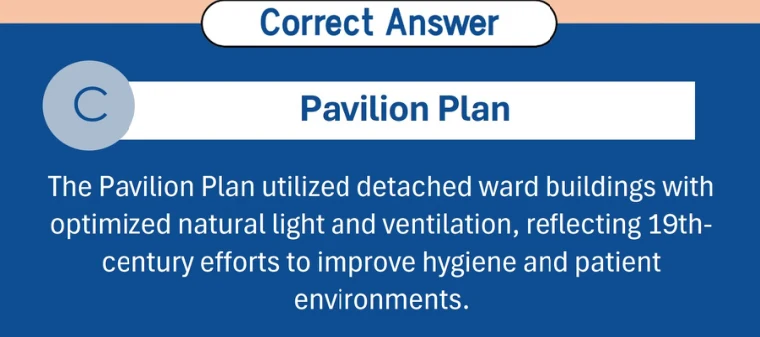 Correct Answer
C
Pavilion Plan
The Pavilion Plan utilized detached ward buildings with
optimized natural light and ventilation, reflecting 19th-
century efforts to improve hygiene and patient
environments.